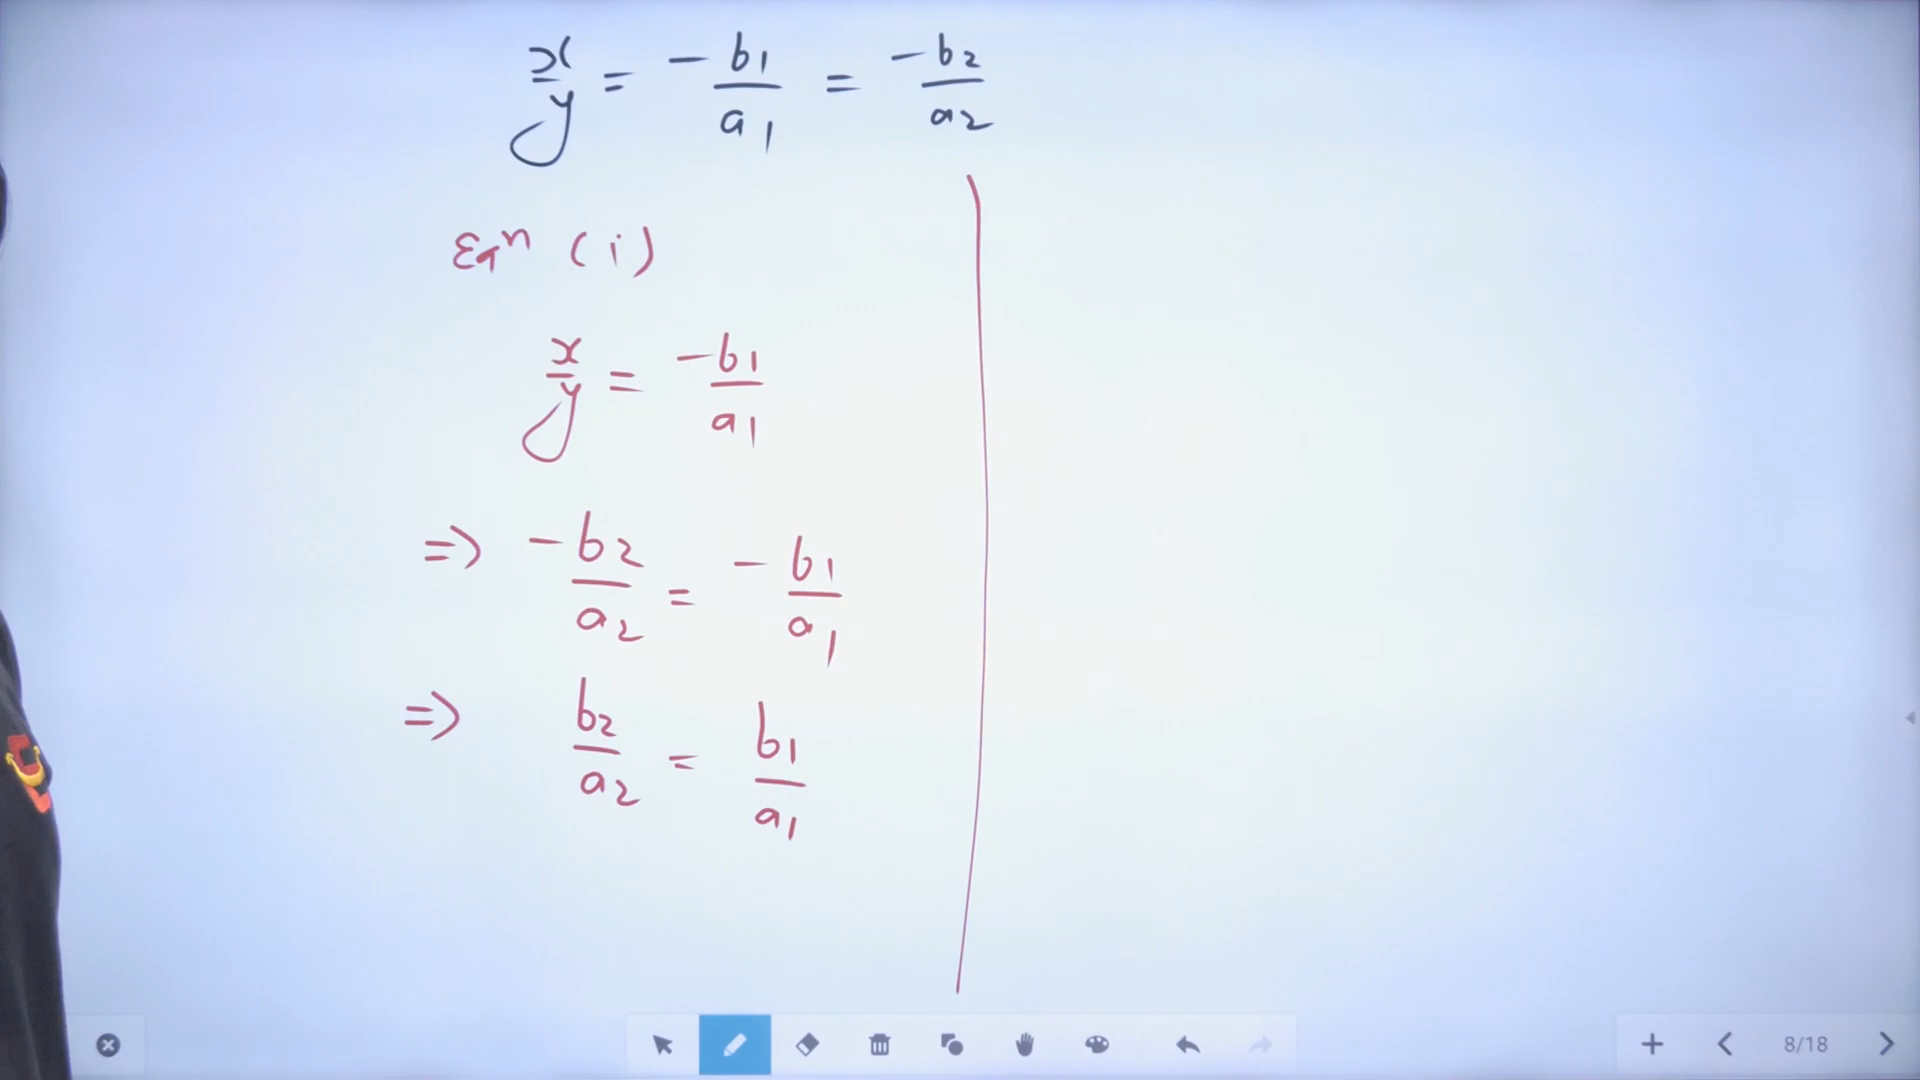 x/y = -b1/a1 = -b2/a2
Eqn (i)
x/y = -b1/a1
=> -b2/a2 = -b1/a1
=> b2/a2 = b1/a1
8/18